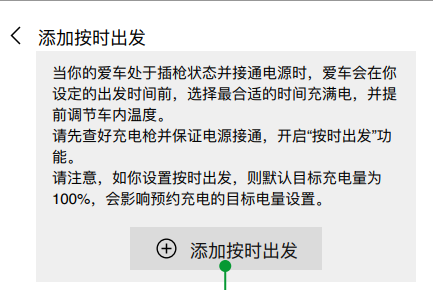 添加按时出发
当你的爱车处于插枪状态并接通电源时，爱车会在你
设定的出发时间前，选择最合适的时间充满电，并提
前调节车内温度。
请先查好充电枪并保证电源接通，开启“按时出发”功
能。
请注意，如你设置按时出发，则默认目标充电量为
100%，会影响预约充电的目标电量设置。
添加按时出发